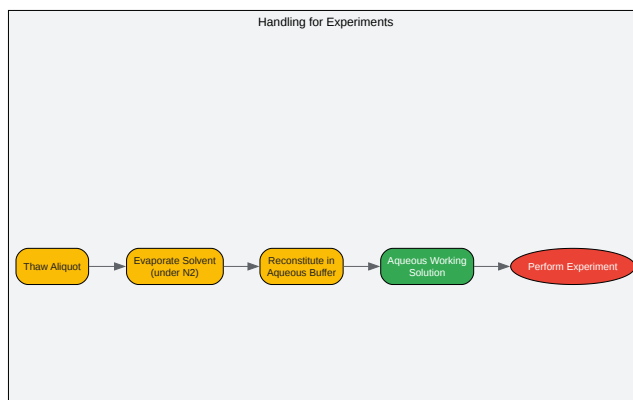 Handling for Experiments
Thaw Aliquot
Evaporate Solvent
(under N2)
Reconstitute in
Aqueous Buffer
Aqueous Working
Solution
Perform Experiment